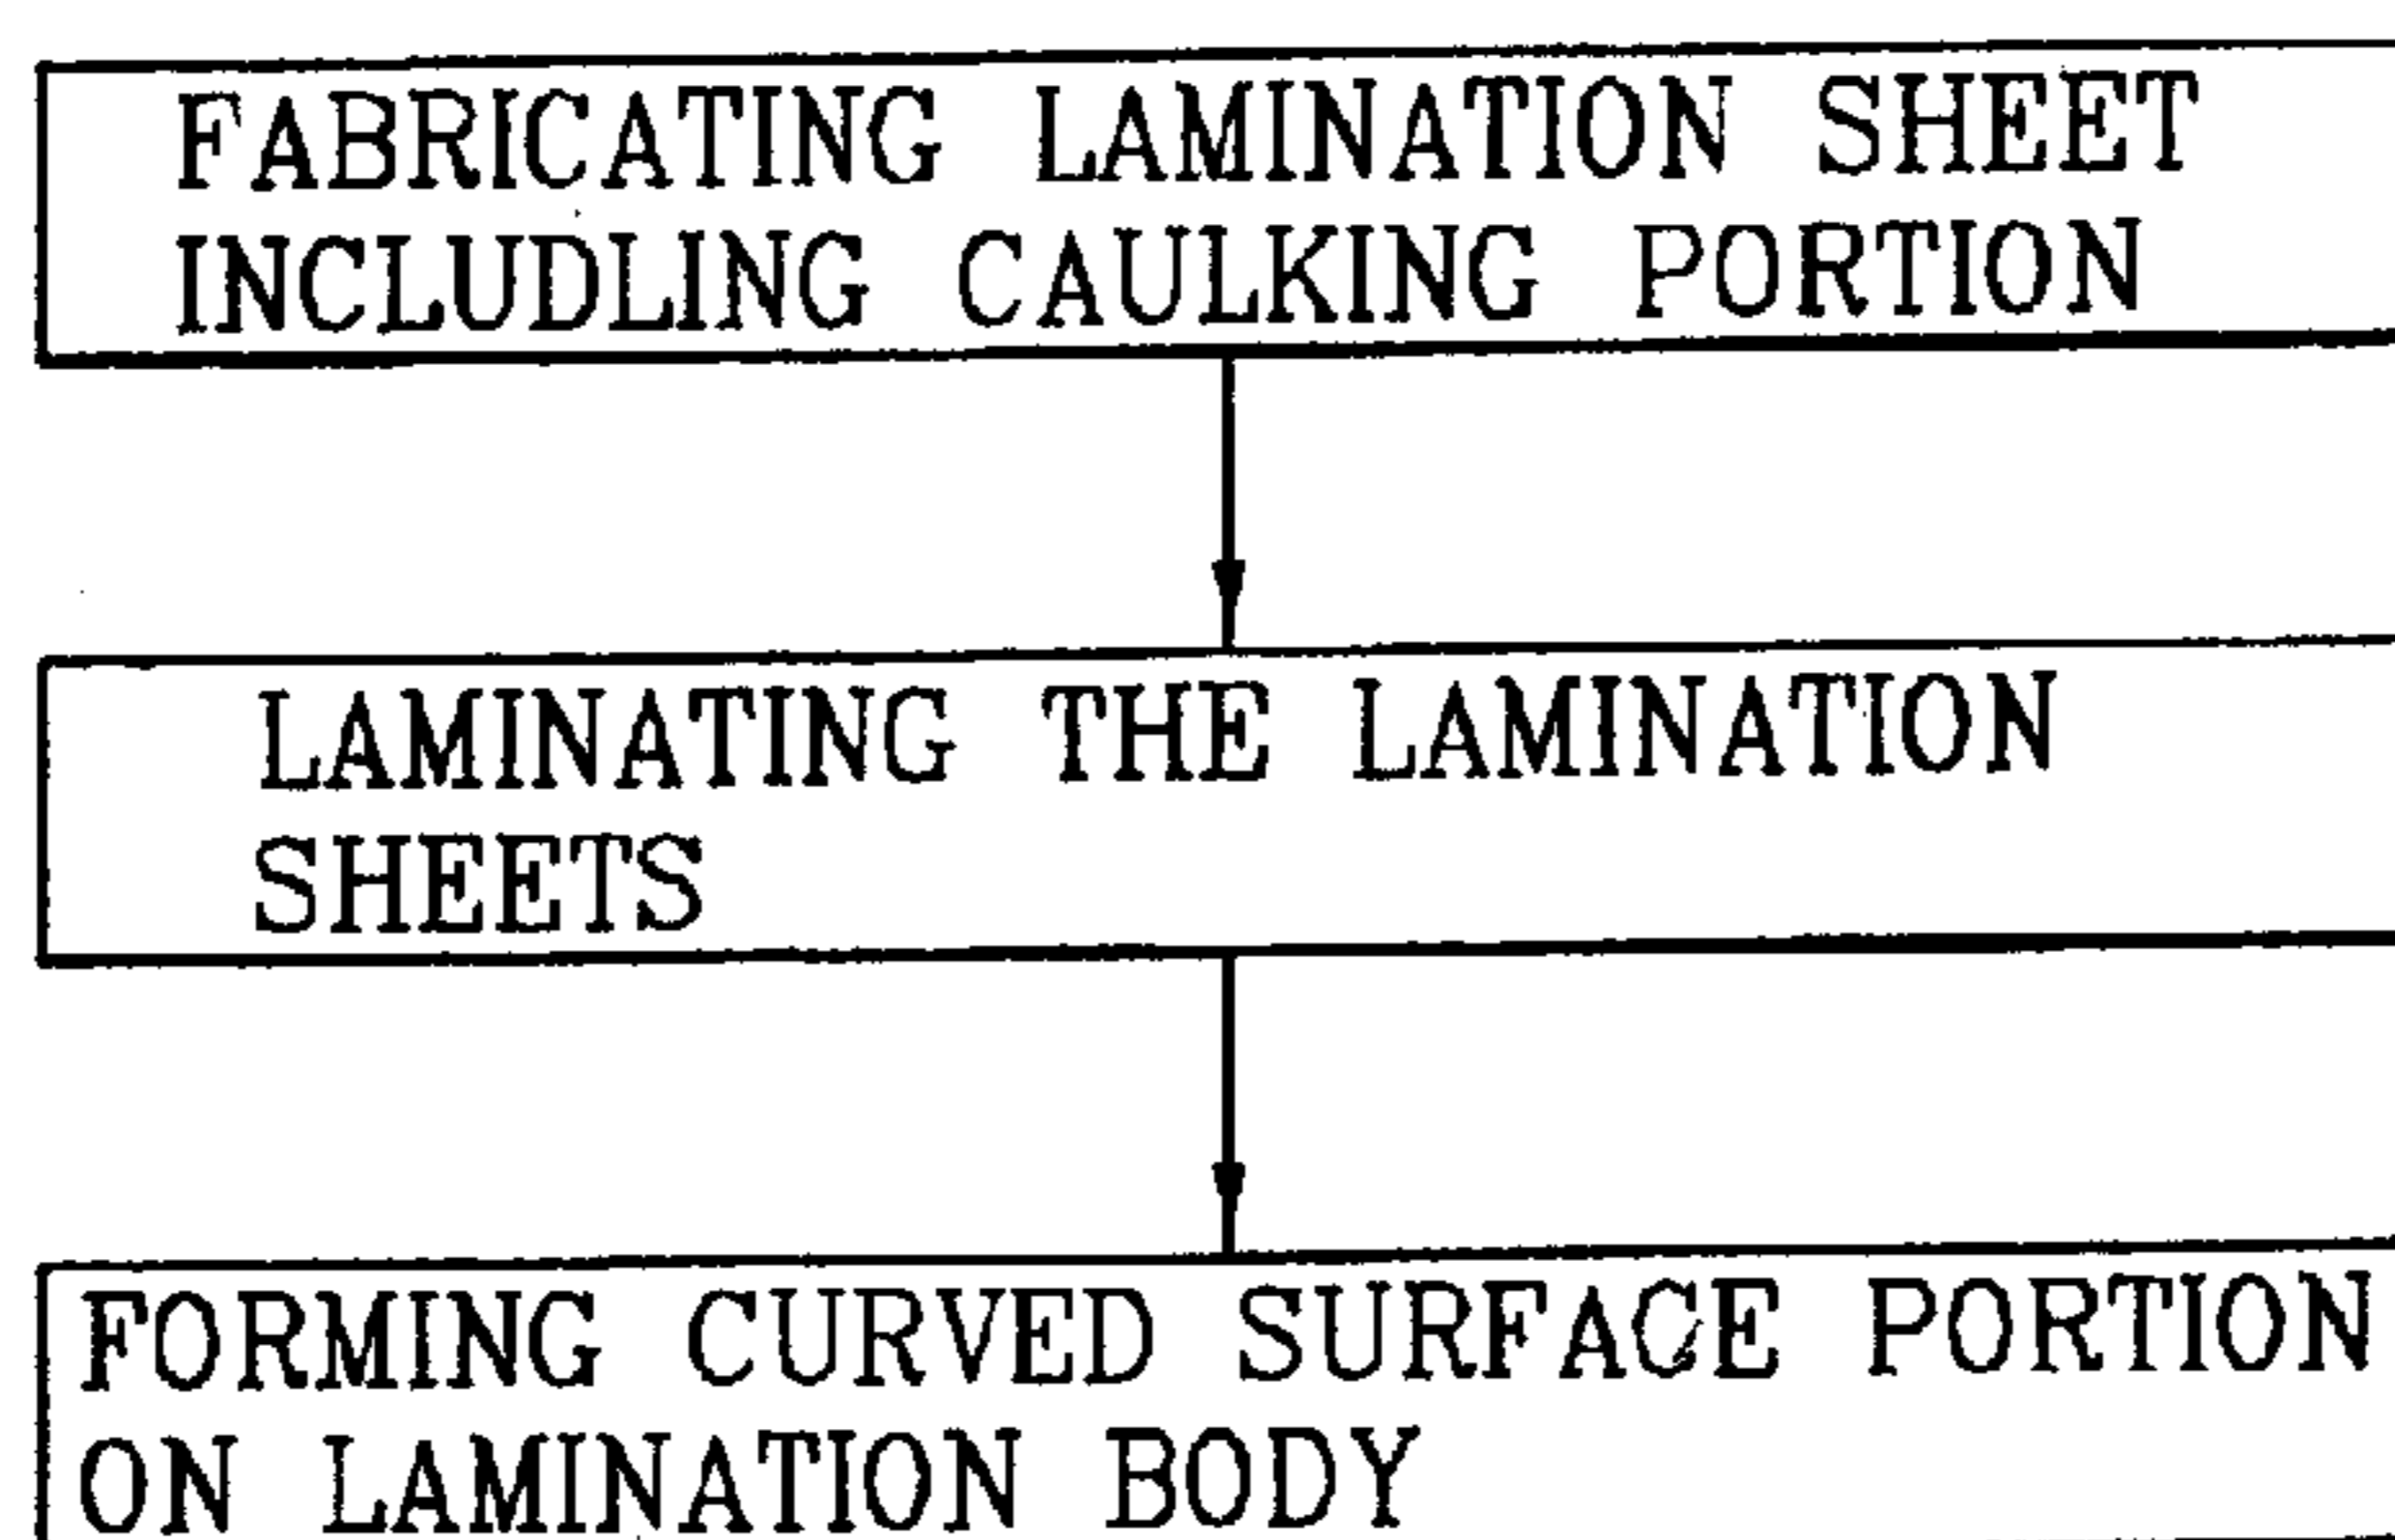 FABRICATING LAMINATION SHEET
INCLUDLING CAULKING PORTION
LAMINATING THE LAMINATION
SHEETS
FORMING CURVED SURFACE PORTION
ON LAMINATION BODY